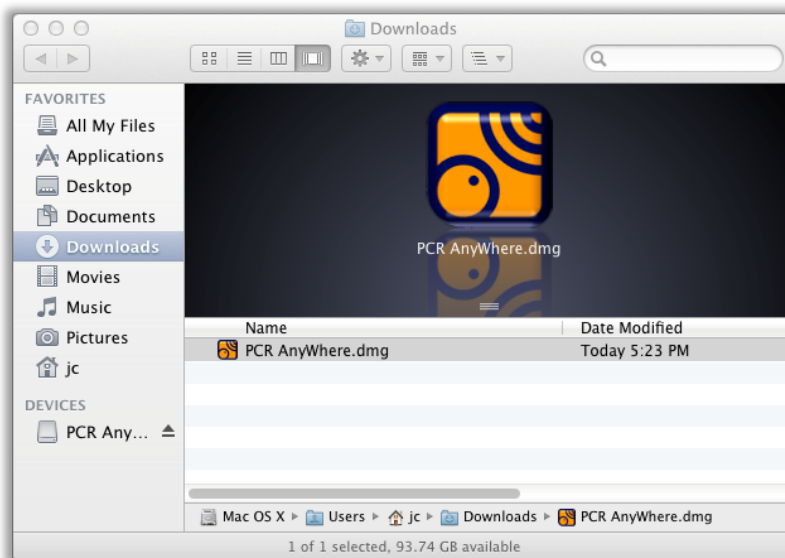 Downloads
FAVORITES
All My Files
Applications
Desktop
Documents
Downloads
Movies
Music
Pictures
jc
DEVICES
PCR Any...
PCR AnyWhere.dmg
Name Date Modified
PCR AnyWhere.dmg Today 5:23 PM
Mac OS X ▸ Users ▸ jc ▸ Downloads ▸ PCR AnyWhere.dmg
1 of 1 selected, 93.74 GB available